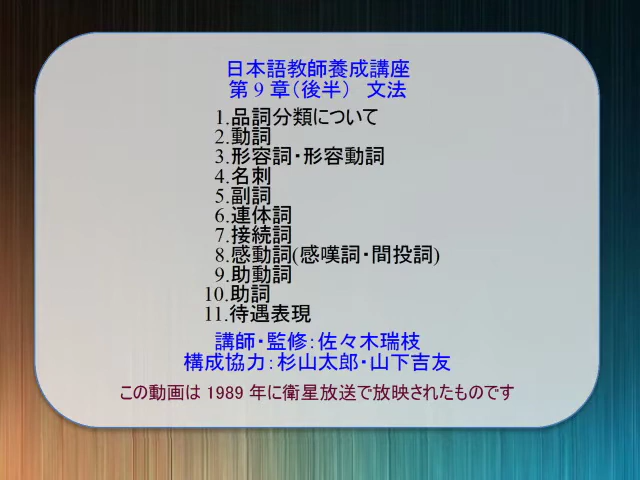 日本語教師養成講座
第9章(後半) 文法
1.品詞分類について
2.動詞
3.形容詞・形容動詞
4.名刺
5.副詞
6.連体詞
7.接続詞
8.感動詞(感嘆詞・間投詞)
9.助動詞
10.助詞
11.待遇表現
講師・監修:佐々木瑞枝
構成協力:杉山太郎・山下吉友
この動画は 1989 年に衛星放送で放映されたものです